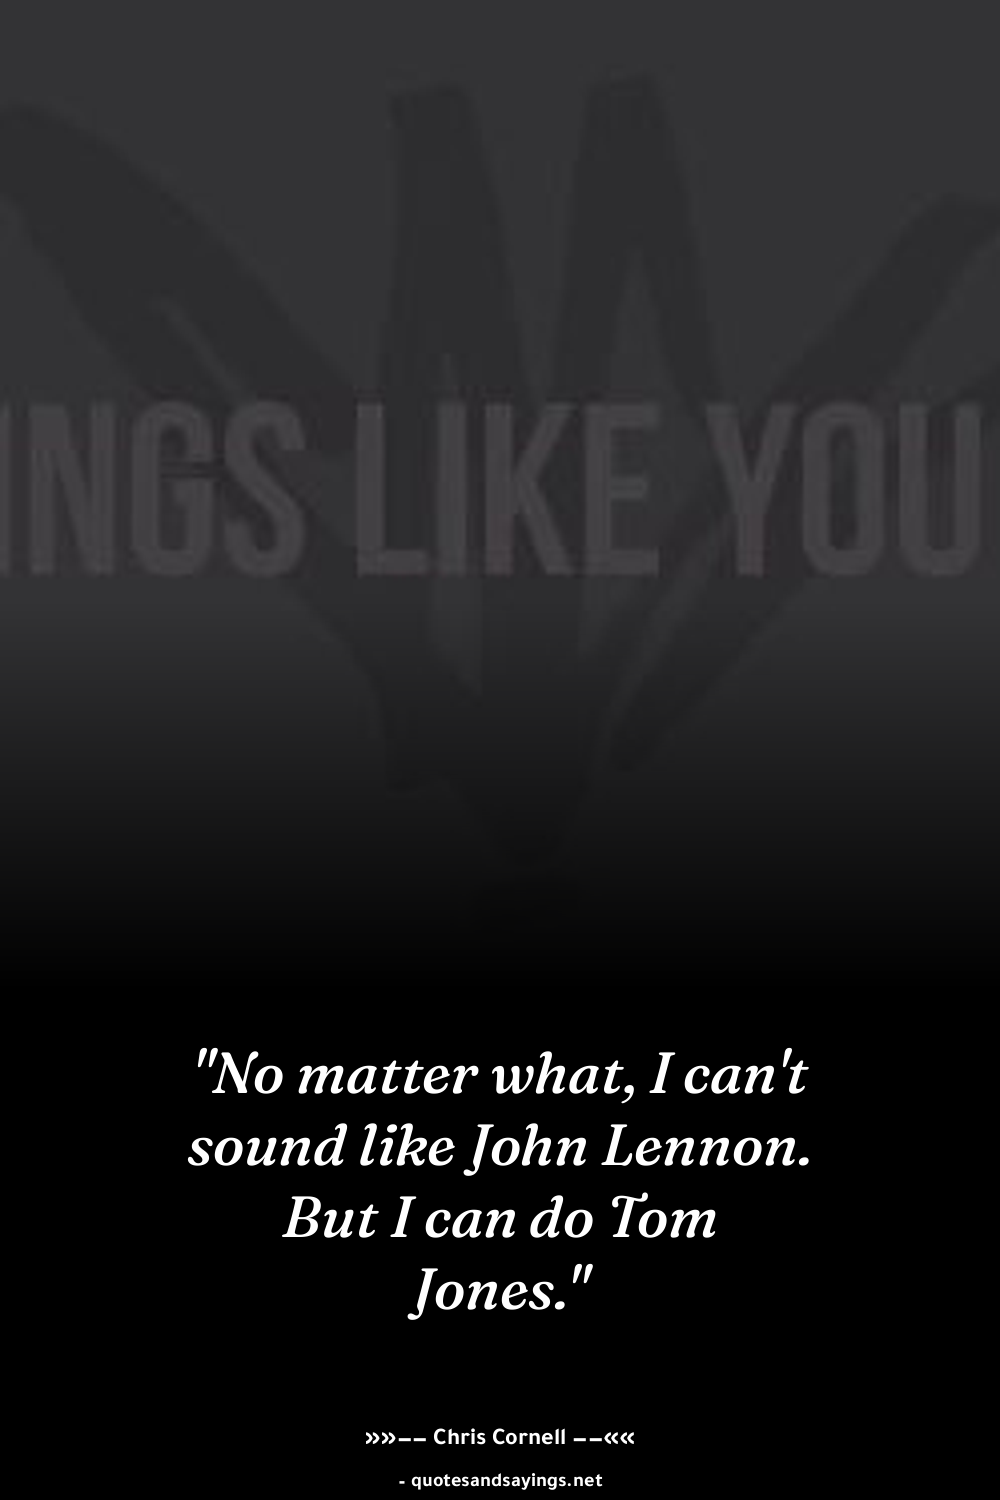 INGS LIKE YOU
"No matter what, I can't
sound like John Lennon.
But I can do Tom
Jones."
»»−− Chris Cornell −−««
- quotesandsayings.net